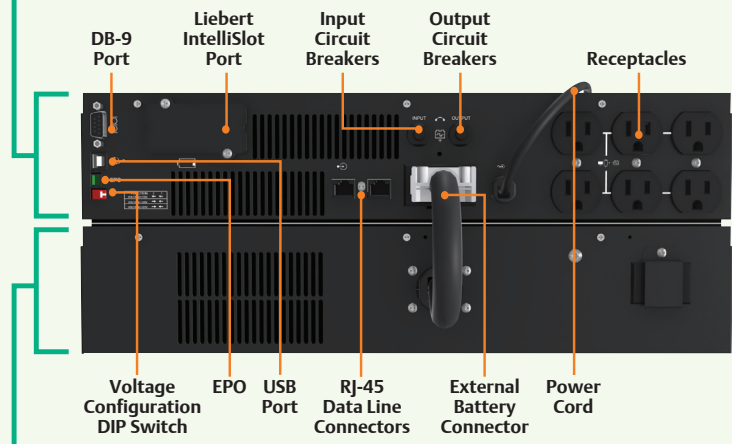 DB-9
Port
Liebert
IntelliSlot
Port
Input
Circuit
Breakers
Output
Circuit
Breakers
Receptacles
INPUT
OUTPUT
EPO
Voltage
Configuration
DIP Switch
EPO
USB
Port
RJ-45
Data Line
Connectors
External
Battery
Connector
Power
Cord